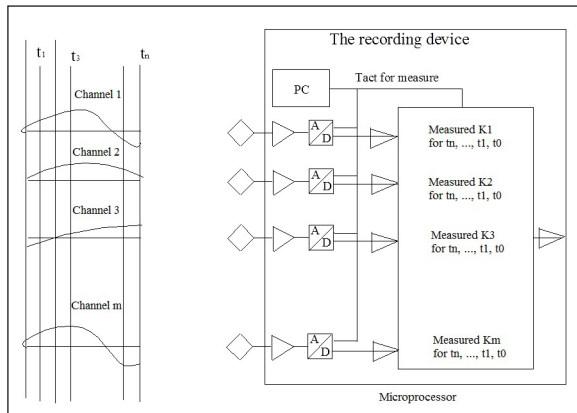 t1
t3
tn
Channel 1
Channel 2
Channel 3
Channel m
The recording device
PC
Tact for measure
A
D
Measured K1
for tn, ..., t1, t0
A
D
Measured K2
for tn, ..., t1, t0
A
D
Measured K3
for tn, ..., t1, t0
A
D
Measured Km
for tn, ..., t1, t0
Microprocessor